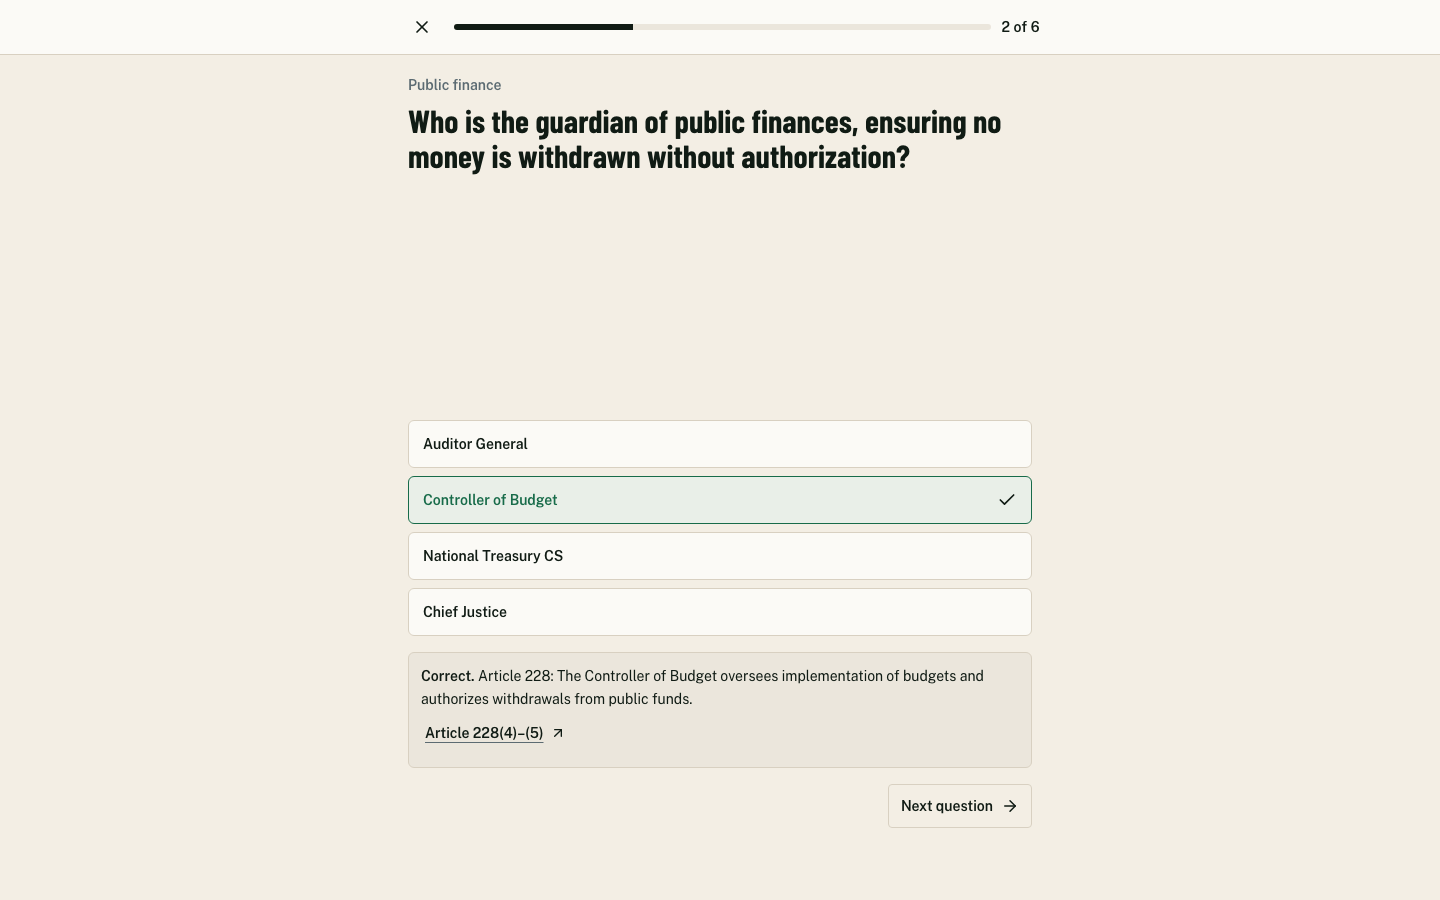 2 of 6
Public finance
Who is the guardian of public finances, ensuring no
money is withdrawn without authorization?
Auditor General
Controller of Budget
National Treasury CS
Chief Justice
Correct. Article 228: The Controller of Budget oversees implementation of budgets and
authorizes withdrawals from public funds.
Article 228(4)–(5)
Next question